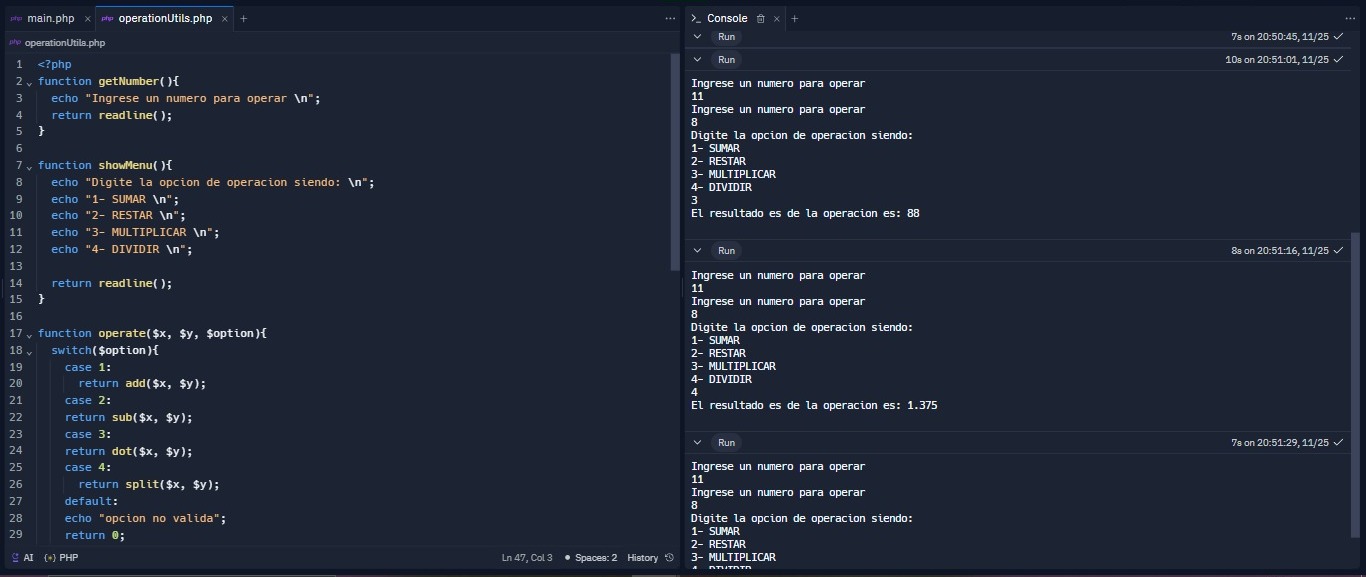 php main.php ×
php operationUtils.php × + ...
php operationUtils.php
1 <?php
2 function getNumber(){
3 echo "Ingrese un numero para operar \n";
4 return readline();
5 }
6
7 function showMenu(){
8 echo "Digite la opcion de operacion siendo: \n";
9 echo "1- SUMAR \n";
10 echo "2- RESTAR \n";
11 echo "3- MULTIPLICAR \n";
12 echo "4- DIVIDIR \n";
13
14 return readline();
15 }
16
17 function operate($x, $y, $option){
18 switch($option){
19 case 1:
20 return add($x, $y);
21 case 2:
22 return sub($x, $y);
23 case 3:
24 return dot($x, $y);
25 case 4:
26 return split($x, $y);
27 default:
28 echo "opcion no valida";
29 return 0;
AI {} PHP Ln 47, Col 3 • Spaces: 2 History
>_ Console × + ...
Run 7s on 20:50:45, 11/25 ✓
Run 10s on 20:51:01, 11/25 ✓
Ingrese un numero para operar
11
Ingrese un numero para operar
8
Digite la opcion de operacion siendo:
1- SUMAR
2- RESTAR
3- MULTIPLICAR
4- DIVIDIR
3
El resultado es de la operacion es: 88
Run 8s on 20:51:16, 11/25 ✓
Ingrese un numero para operar
11
Ingrese un numero para operar
8
Digite la opcion de operacion siendo:
1- SUMAR
2- RESTAR
3- MULTIPLICAR
4- DIVIDIR
4
El resultado es de la operacion es: 1.375
Run 7s on 20:51:29, 11/25 ✓
Ingrese un numero para operar
11
Ingrese un numero para operar
8
Digite la opcion de operacion siendo:
1- SUMAR
2- RESTAR
3- MULTIPLICAR
4- DIVIDIR